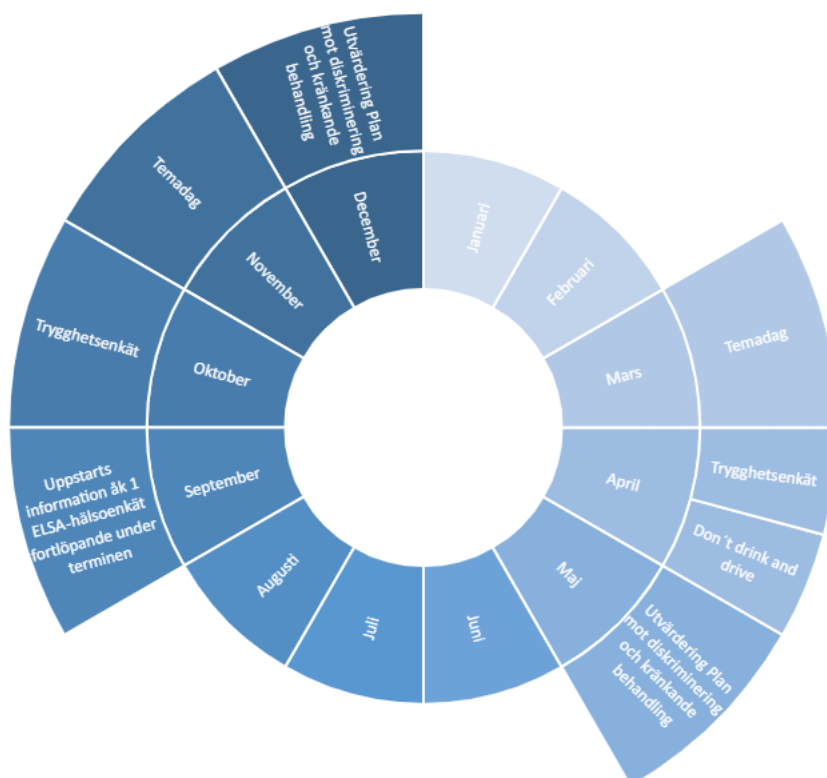 Januari
Februari
Mars
Temadag
April
Trygghetsenkät
Don´t drink and
drive
Maj
Utvärdering Plan
mot diskriminering
och kränkande
behandling
Juni
Juli
Augusti
September
Uppstarts
information åk 1
ELSA-hälsoenkät
fortlöpande under
terminen
Oktober
Trygghetsenkät
November
Temadag
December
Utvärdering Plan
mot diskriminering
och kränkande
behandling